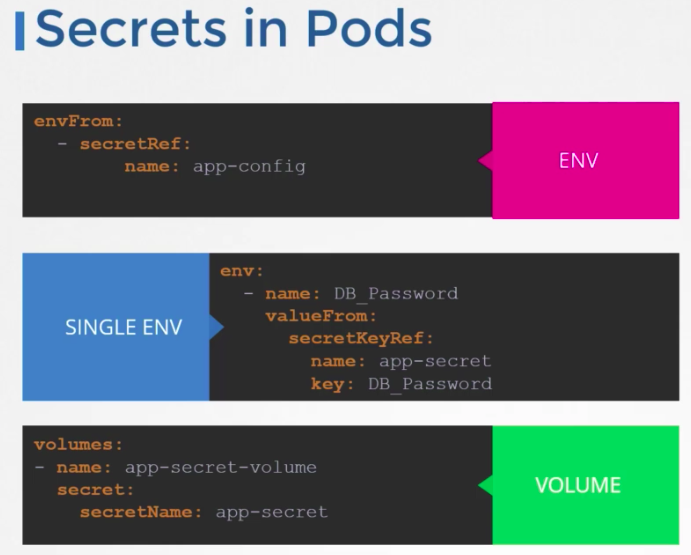 Secrets in Pods
envFrom:
  - secretRef:
        name: app-config
ENV
SINGLE ENV
env:
  - name: DB_Password
    valueFrom:
      secretKeyRef:
        name: app-secret
        key: DB_Password
volumes:
- name: app-secret-volume
  secret:
    secretName: app-secret
VOLUME